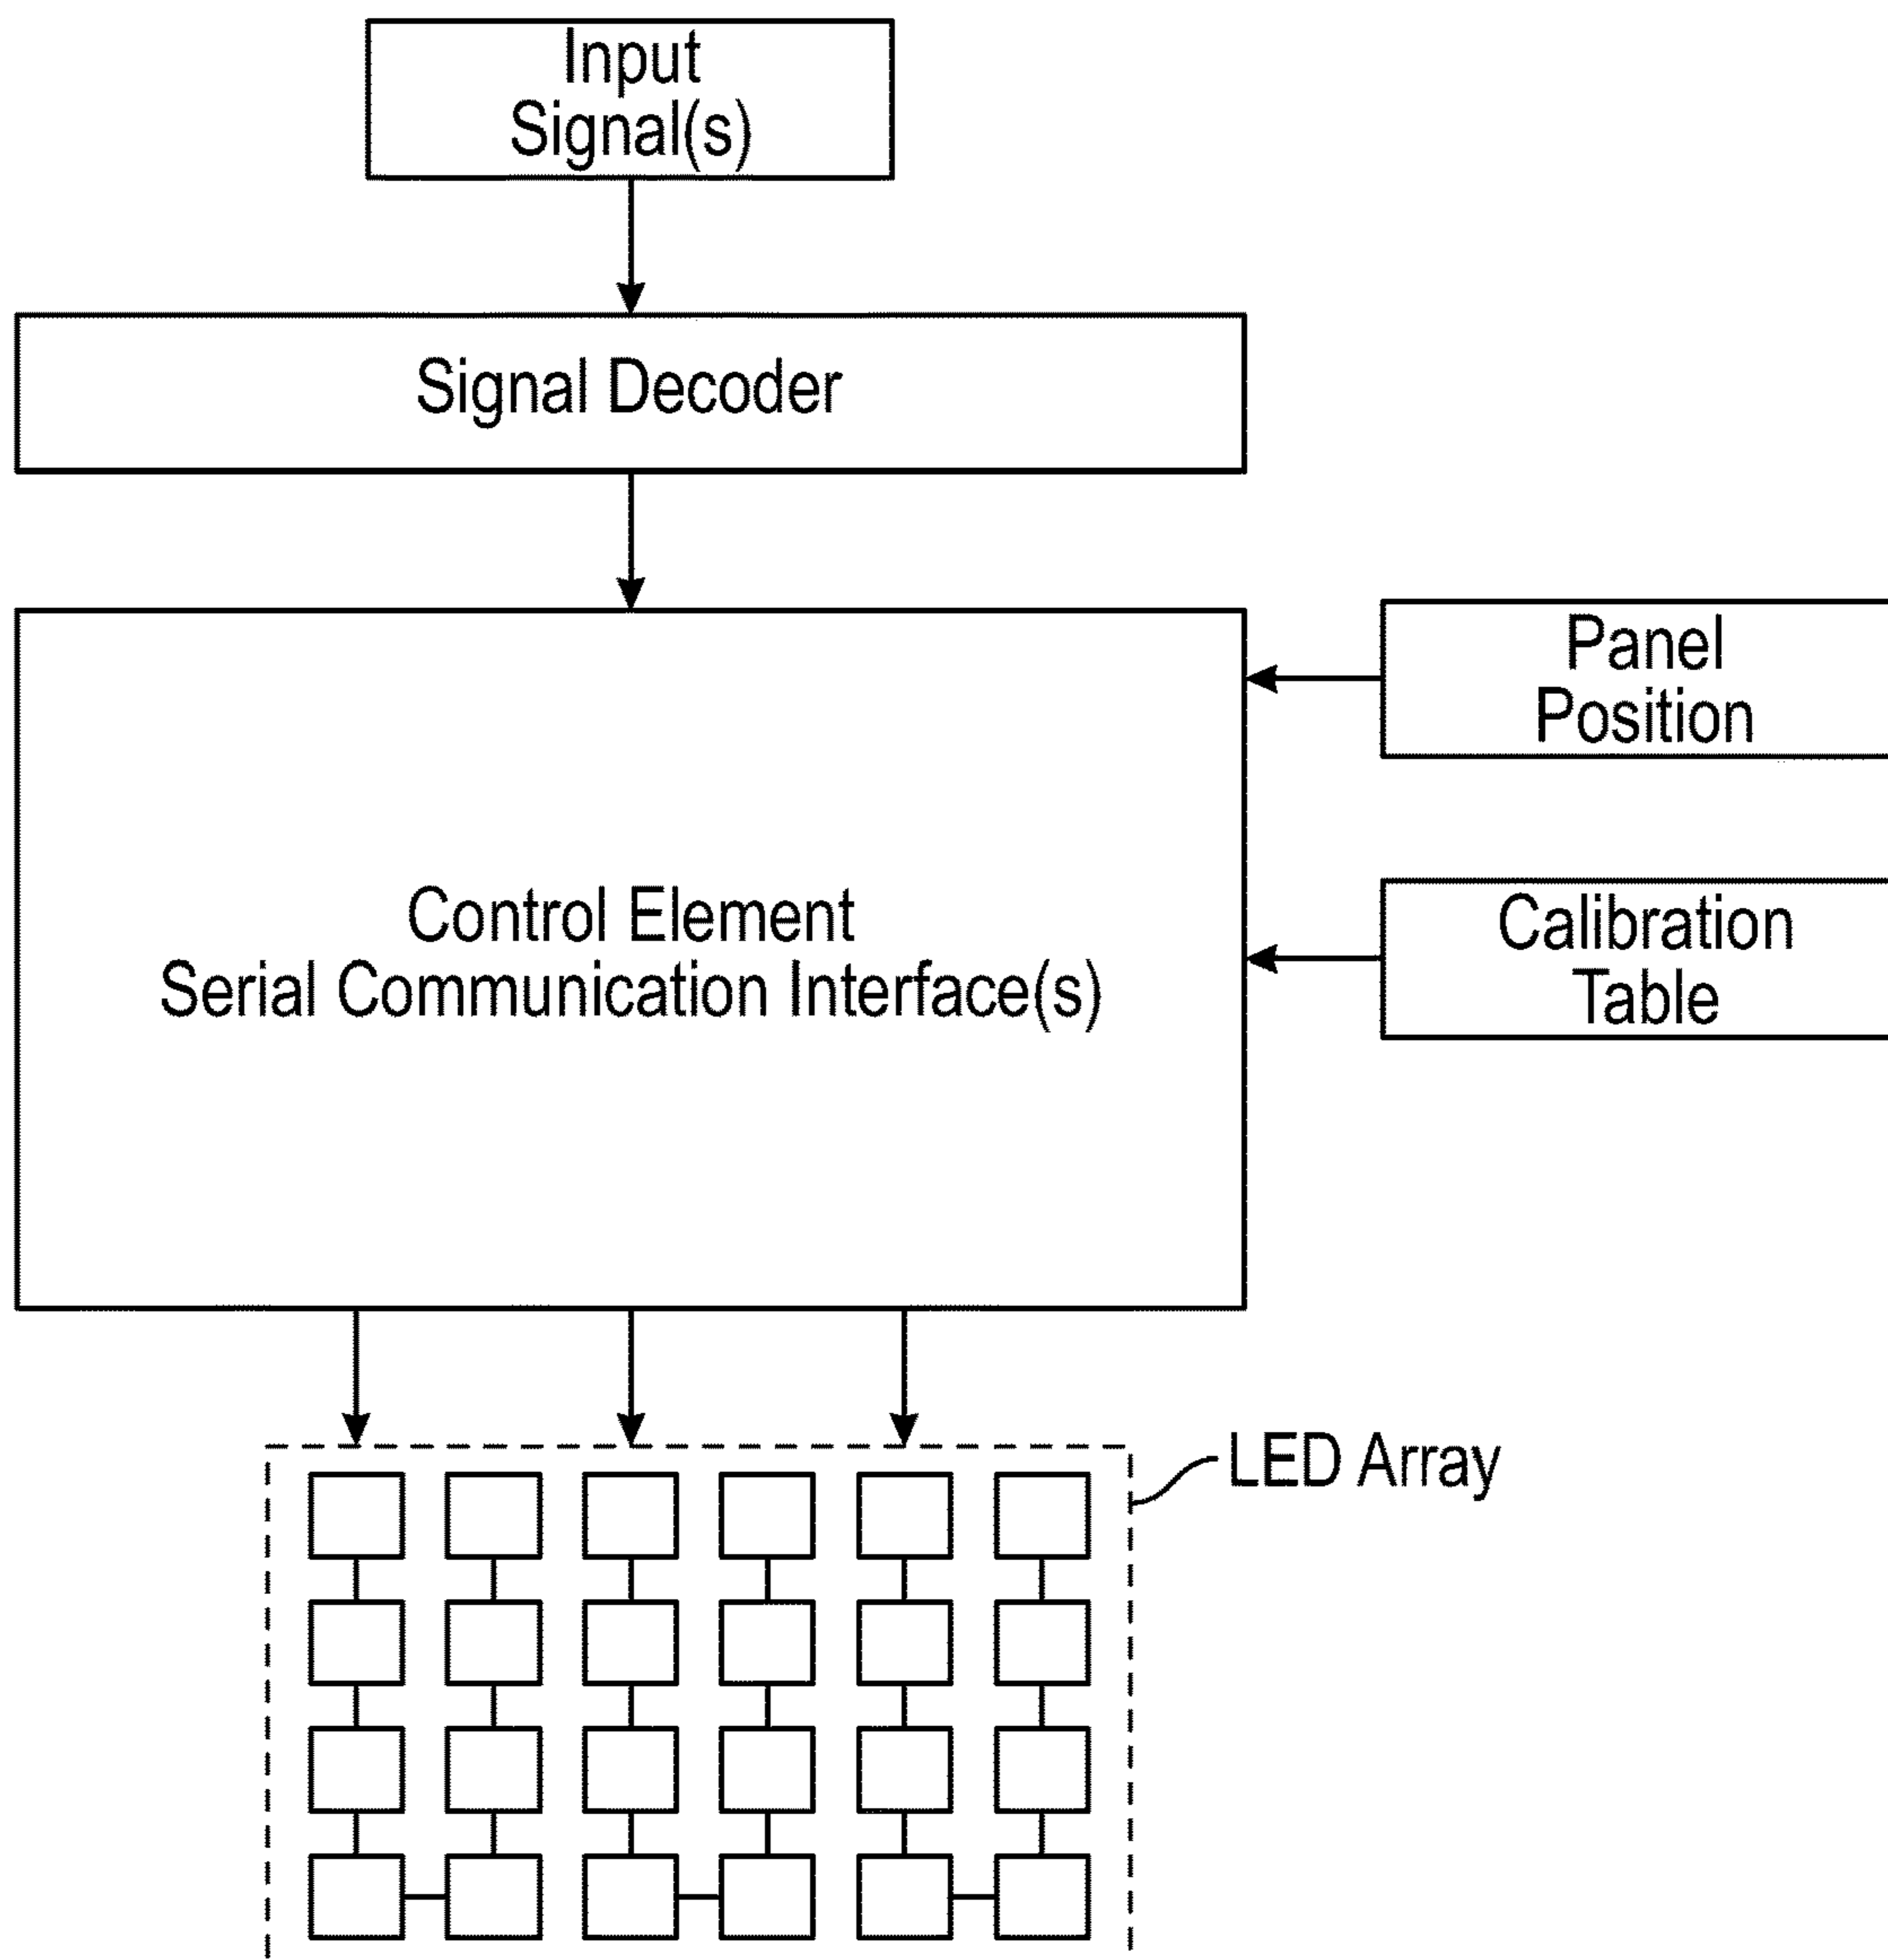 Input
Signal(s)
Signal Decoder
Panel
Position
Control Element
Serial Communication Interface(s)
Calibration
Table
LED Array